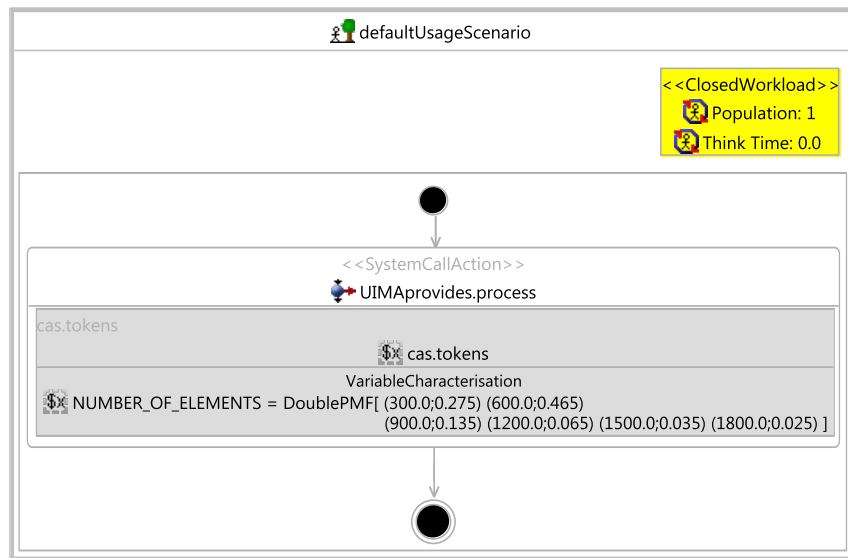 defaultUsageScenario
<<ClosedWorkload>>
Population: 1
Think Time: 0.0
<<SystemCallAction>>
UIMAprovides.process
cas.tokens
cas.tokens
VariableCharacterisation
NUMBER_OF_ELEMENTS = DoublePMF[ (300.0;0.275) (600.0;0.465)
(900.0;0.135) (1200.0;0.065) (1500.0;0.035) (1800.0;0.025) ]